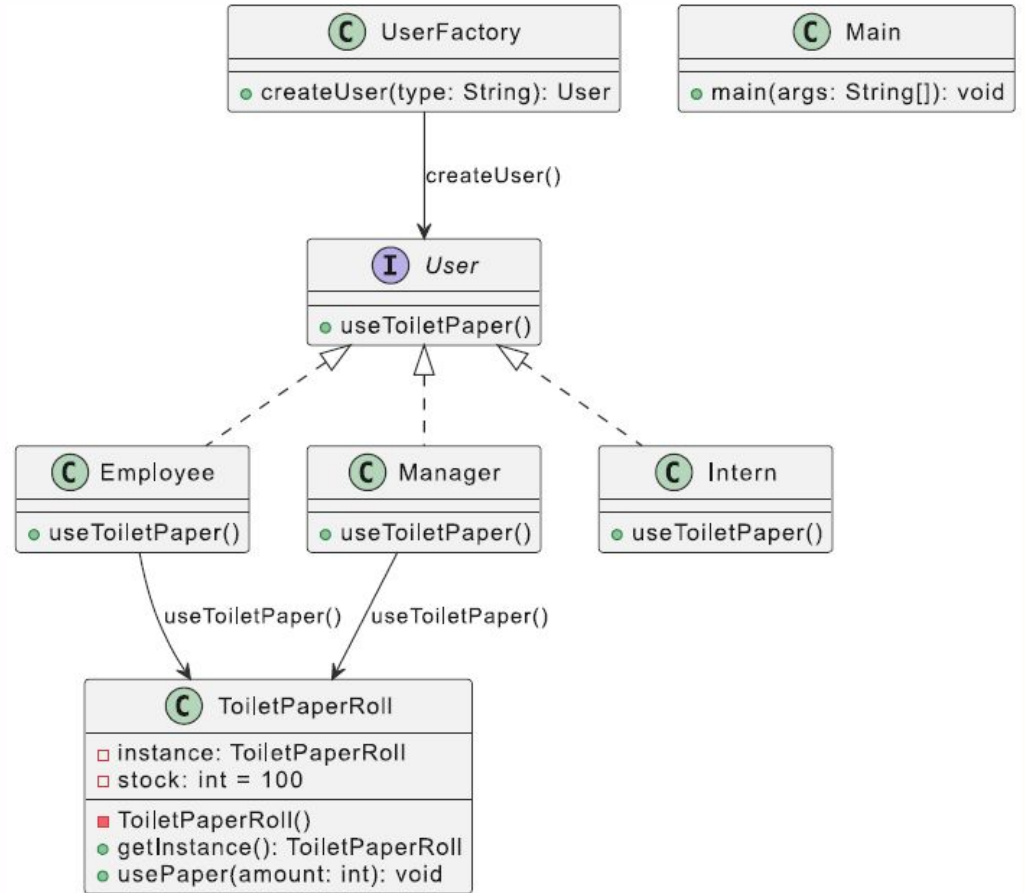 C UserFactory
createUser(type: String): User
C Main
main(args: String[]): void
createUser()
I User
useToiletPaper()
C Employee
useToiletPaper()
C Manager
useToiletPaper()
C Intern
useToiletPaper()
useToiletPaper()
useToiletPaper()
C ToiletPaperRoll
instance: ToiletPaperRoll
stock: int = 100
ToiletPaperRoll()
getInstance(): ToiletPaperRoll
usePaper(amount: int): void